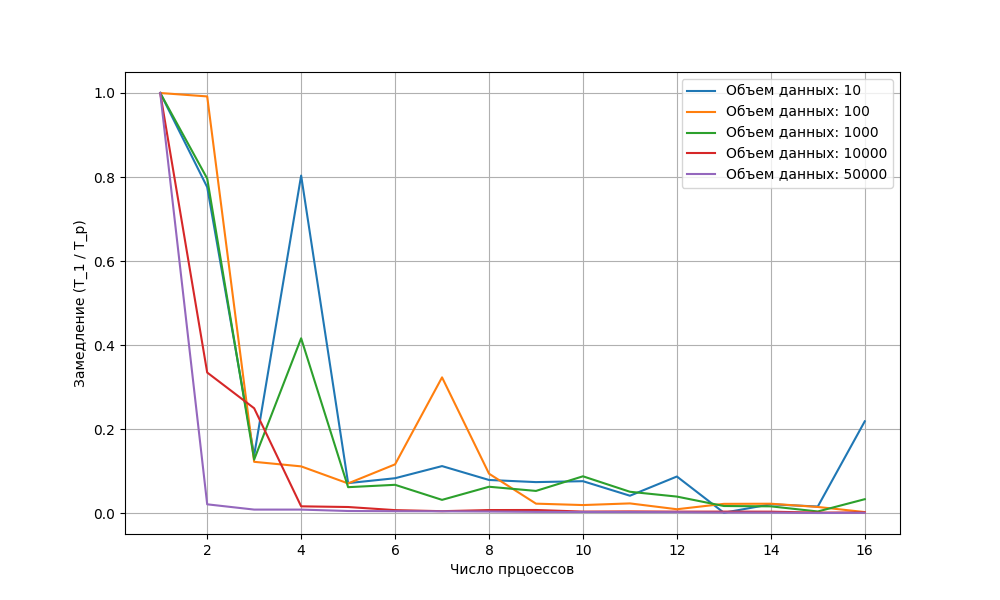 Объем данных: 10
Объем данных: 100
Объем данных: 1000
Объем данных: 10000
Объем данных: 50000
Замедление (T_1 / T_p)
1.0
0.8
0.6
0.4
0.2
0.0
2 4 6 8 10 12 14 16
Число прцоессов